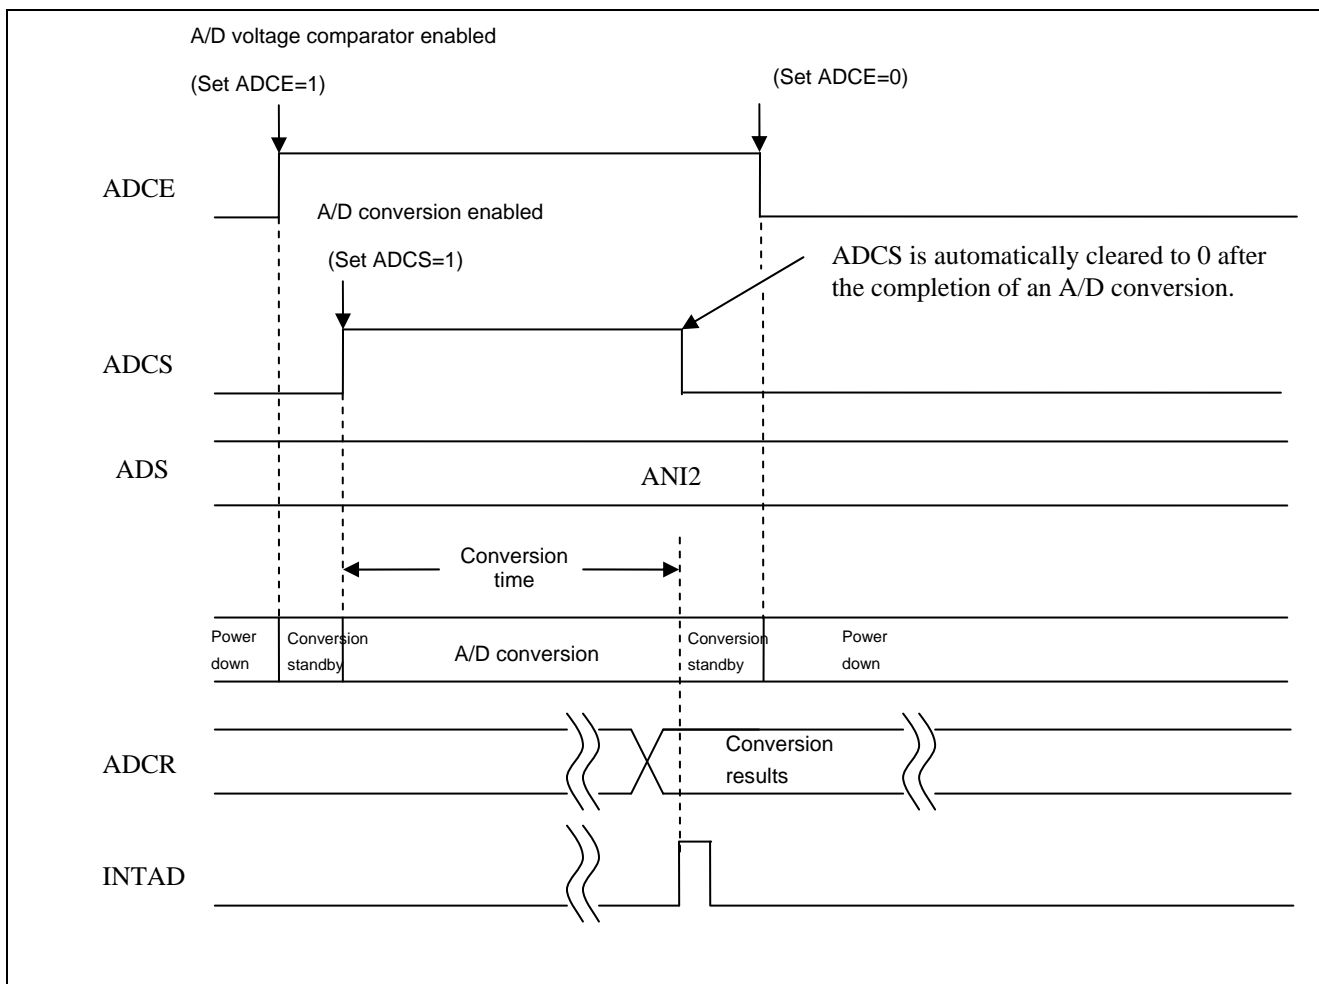 A/D voltage comparator enabled
(Set ADCE=1)
(Set ADCE=0)
ADCE
A/D conversion enabled
(Set ADCS=1)
ADCS is automatically cleared to 0 after
the completion of an A/D conversion.
ADCS
ADS
ANI2
Conversion
time
Power
down
Conversion
standby
A/D conversion
Conversion
standby
Power
down
ADCR
Conversion
results
INTAD